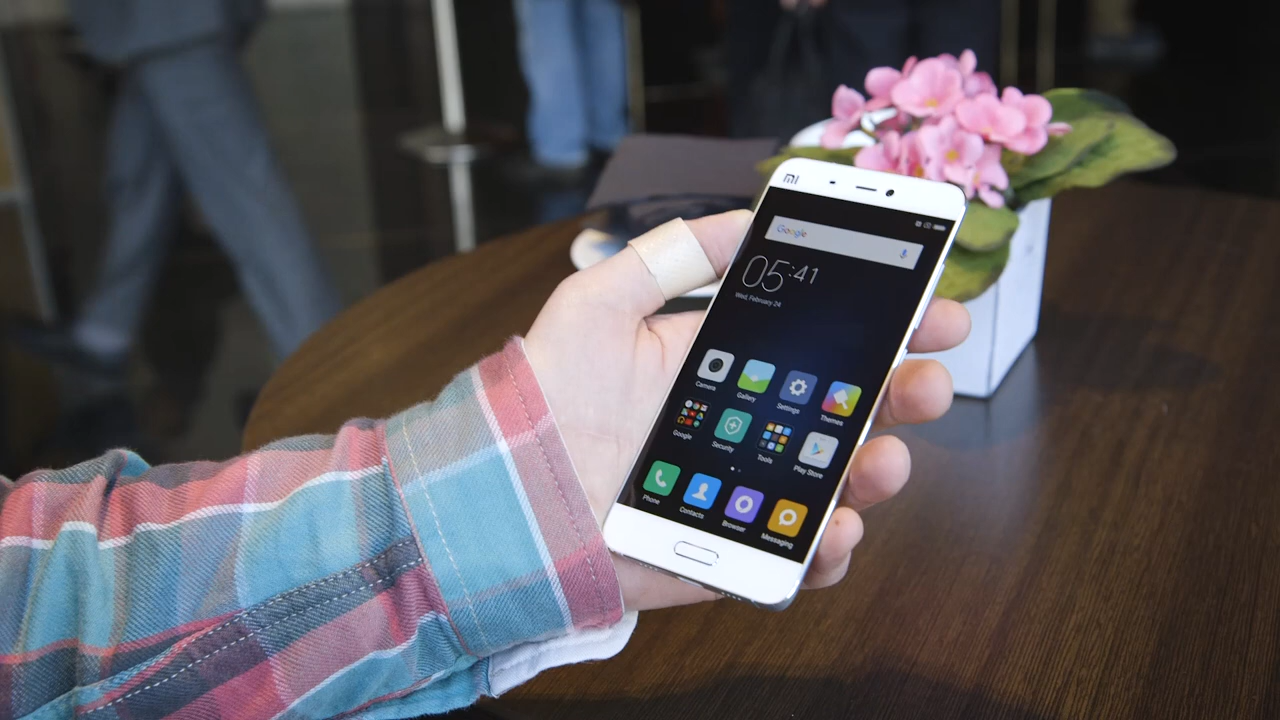 mi
Google
05:41
Wed, February 24
Camera
Gallery
Settings
Themes
Google
Security
Tools
Play Store
Phone
Contacts
Browser
Messaging